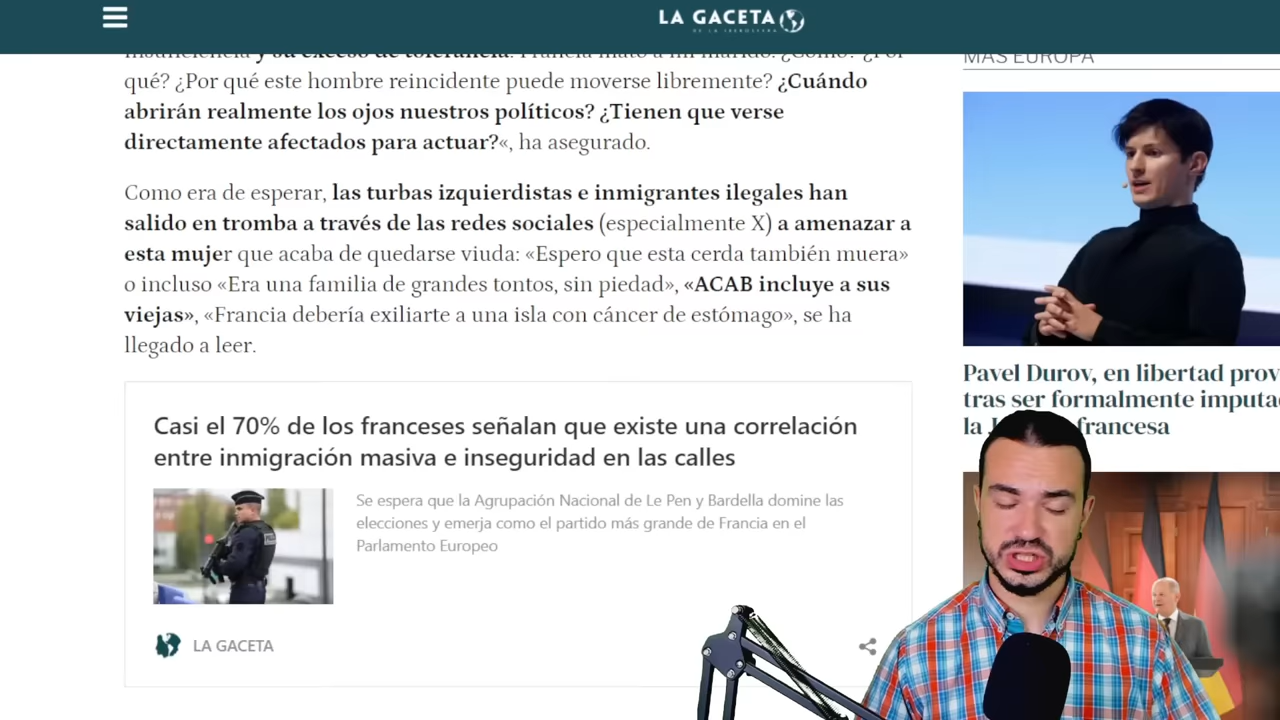 LA GACETA
DE LA IBEROSFERA
y su exceso de tolerancia. Francia mató a mi marido. ¿Cómo? ¿Por
qué? ¿Por qué este hombre reincidente puede moverse libremente? ¿Cuándo
abrirán realmente los ojos nuestros políticos? ¿Tienen que verse
directamente afectados para actuar?«, ha asegurado.
Como era de esperar, las turbas izquierdistas e inmigrantes ilegales han
salido en tromba a través de las redes sociales (especialmente X) a amenazar a
esta mujer que acaba de quedarse viuda: «Espero que esta cerda también muera»
o incluso «Era una familia de grandes tontos, sin piedad», «ACAB incluye a sus
viejas», «Francia debería exiliarte a una isla con cáncer de estómago», se ha
llegado a leer.
Casi el 70% de los franceses señalan que existe una correlación
entre inmigración masiva e inseguridad en las calles
Se espera que la Agrupación Nacional de Le Pen y Bardella domine las
elecciones y emerja como el partido más grande de Francia en el
Parlamento Europeo
LA GACETA
MÁS EUROPA
Pavel Durov, en libertad prov
tras ser formalmente imputa
la J francesa